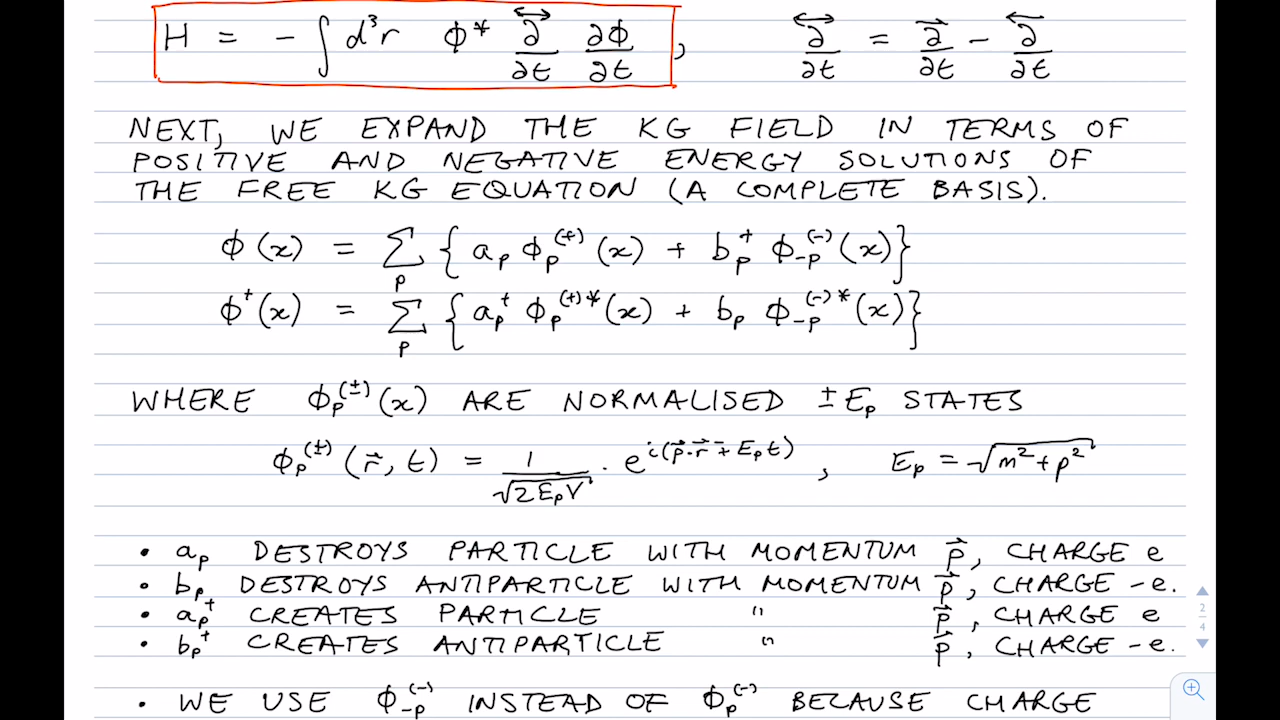 H = - ∫ d³r ϕ* ∂↔/∂t ∂ϕ/∂t , ∂↔/∂t = ∂→/∂t - ∂←/∂t
NEXT, WE EXPAND THE KG FIELD IN TERMS OF
POSITIVE AND NEGATIVE ENERGY SOLUTIONS OF
THE FREE KG EQUATION (A COMPLETE BASIS).
ϕ(x) = Σ_p { a_p ϕ_p^(+)(x) + b_p^† ϕ_-p^(-)(x) }
ϕ^†(x) = Σ_p { a_p^† ϕ_p^(+)*(x) + b_p ϕ_-p^(-)*(x) }
WHERE ϕ_p^(±)(x) ARE NORMALISED ±E_p STATES
ϕ_p^(±)(r⃗, t) = 1/√(2E_pV) · e^{i(p⃗·r⃗ ∓ E_p t)} , E_p = √(m² + p²)
• a_p DESTROYS PARTICLE WITH MOMENTUM p⃗, CHARGE e
• b_p DESTROYS ANTIPARTICLE WITH MOMENTUM p⃗, CHARGE -e.
• a_p^† CREATES PARTICLE " p⃗, CHARGE e
• b_p^† CREATES ANTIPARTICLE " p⃗, CHARGE -e.
• WE USE ϕ_-p^(-) INSTEAD OF ϕ_p^(-) BECAUSE CHARGE
2
4